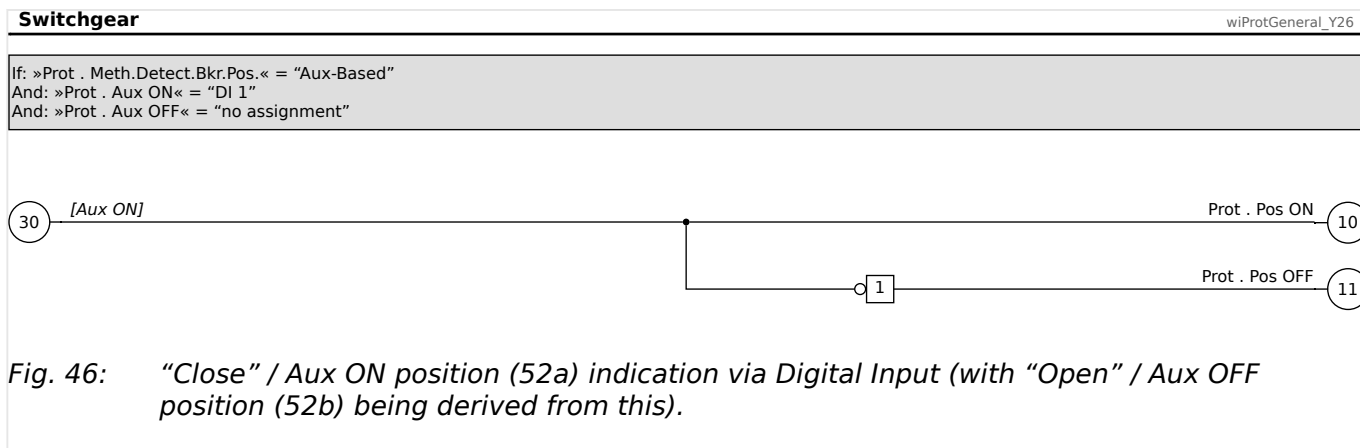 Switchgear
wiProtGeneral_Y26
If: »Prot . Meth.Detect.Bkr.Pos.« = “Aux-Based”
And: »Prot . Aux ON« = “DI 1”
And: »Prot . Aux OFF« = “no assignment”
30
[Aux ON]
Prot . Pos ON
10
1
Prot . Pos OFF
11
Fig. 46: “Close” / Aux ON position (52a) indication via Digital Input (with “Open” / Aux OFF
position (52b) being derived from this).